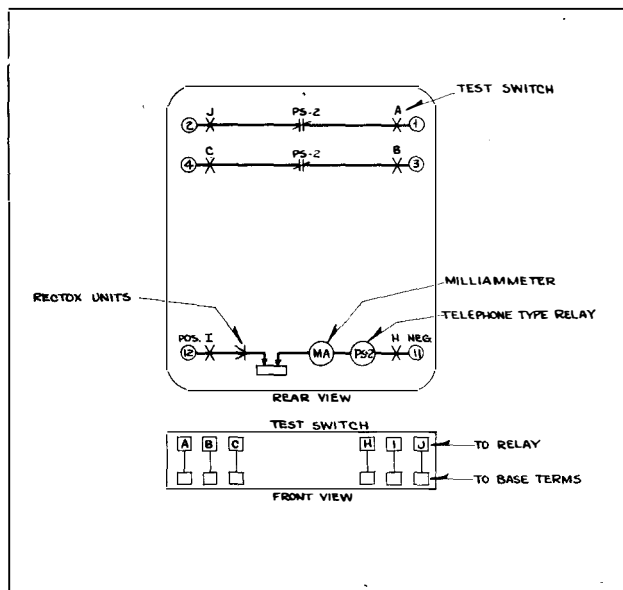 TEST SWITCH
J PS-2 A
2 1
C PS-2 B
4 3
MILLIAMMETER
RECTOX UNITS
TELEPHONE TYPE RELAY
POS. I H NEG
12 MA PS2 11
REAR VIEW
TEST SWITCH
A B C H I J TO RELAY
TO BASE TERMS
FRONT VIEW